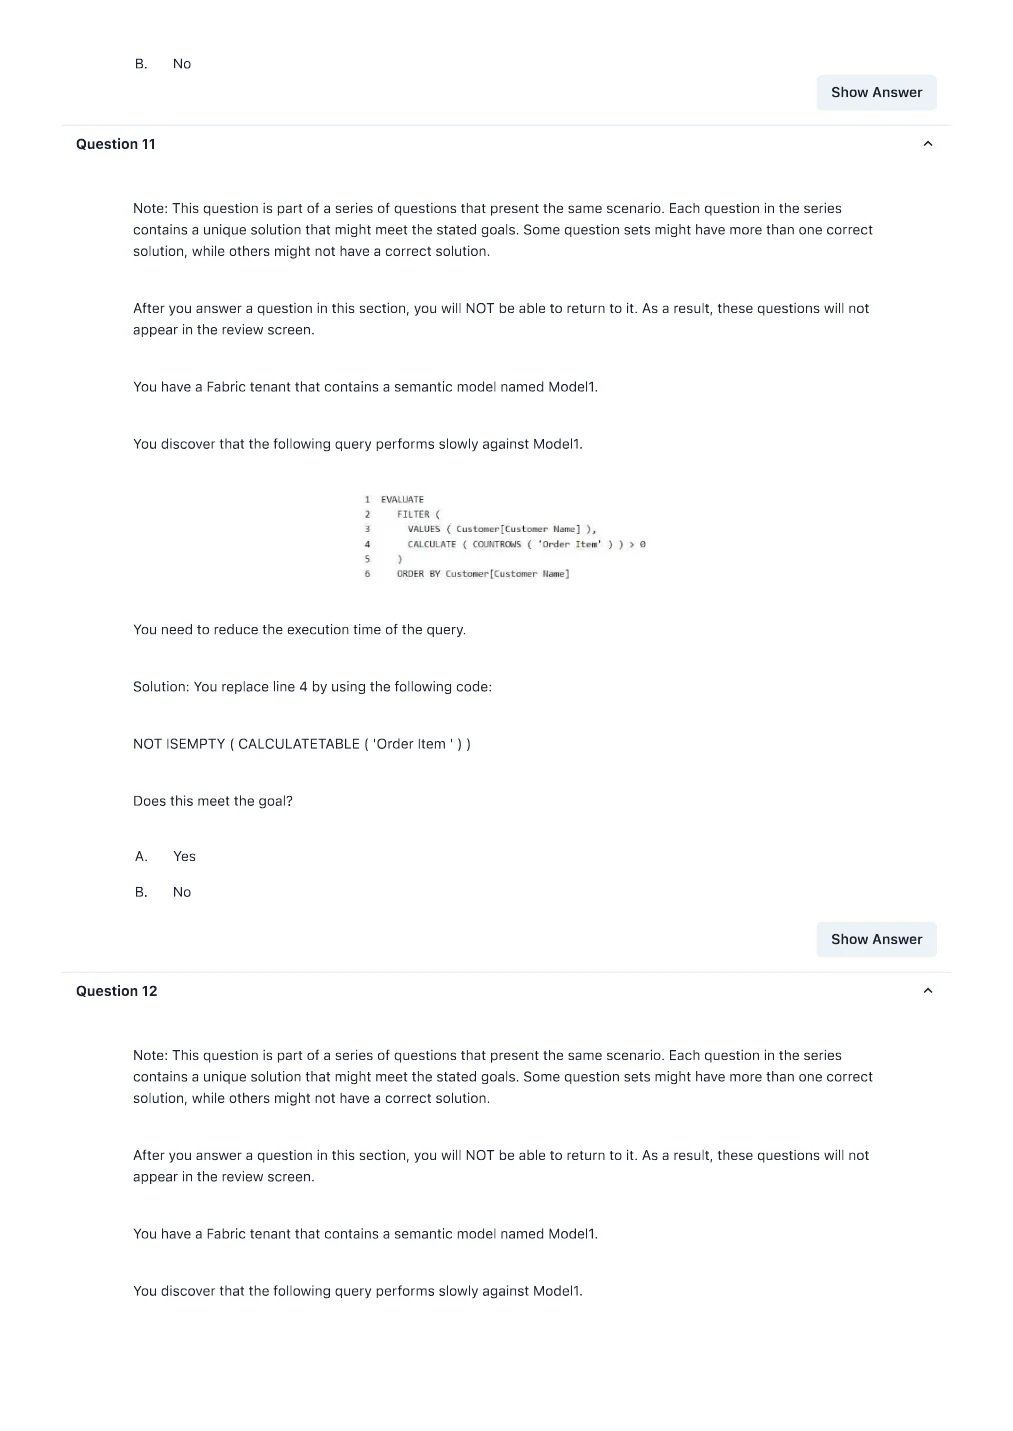 B. No
Show Answer
Question 11
Note: This question is part of a series of questions that present the same scenario. Each question in the series
contains a unique solution that might meet the stated goals. Some question sets might have more than one correct
solution, while others might not have a correct solution.
After you answer a question in this section, you will NOT be able to return to it. As a result, these questions will not
appear in the review screen.
You have a Fabric tenant that contains a semantic model named Model1.
You discover that the following query performs slowly against Model1.
1 EVALUATE
2 FILTER (
3 VALUES ( Customer[Customer Name] ),
4 CALCULATE ( COUNTROWS ( 'Order Item' ) ) > 0
5 )
6 ORDER BY Customer[Customer Name]
You need to reduce the execution time of the query.
Solution: You replace line 4 by using the following code:
NOT ISEMPTY ( CALCULATETABLE ( 'Order Item ' ) )
Does this meet the goal?
A. Yes
B. No
Show Answer
Question 12
Note: This question is part of a series of questions that present the same scenario. Each question in the series
contains a unique solution that might meet the stated goals. Some question sets might have more than one correct
solution, while others might not have a correct solution.
After you answer a question in this section, you will NOT be able to return to it. As a result, these questions will not
appear in the review screen.
You have a Fabric tenant that contains a semantic model named Model1.
You discover that the following query performs slowly against Model1.